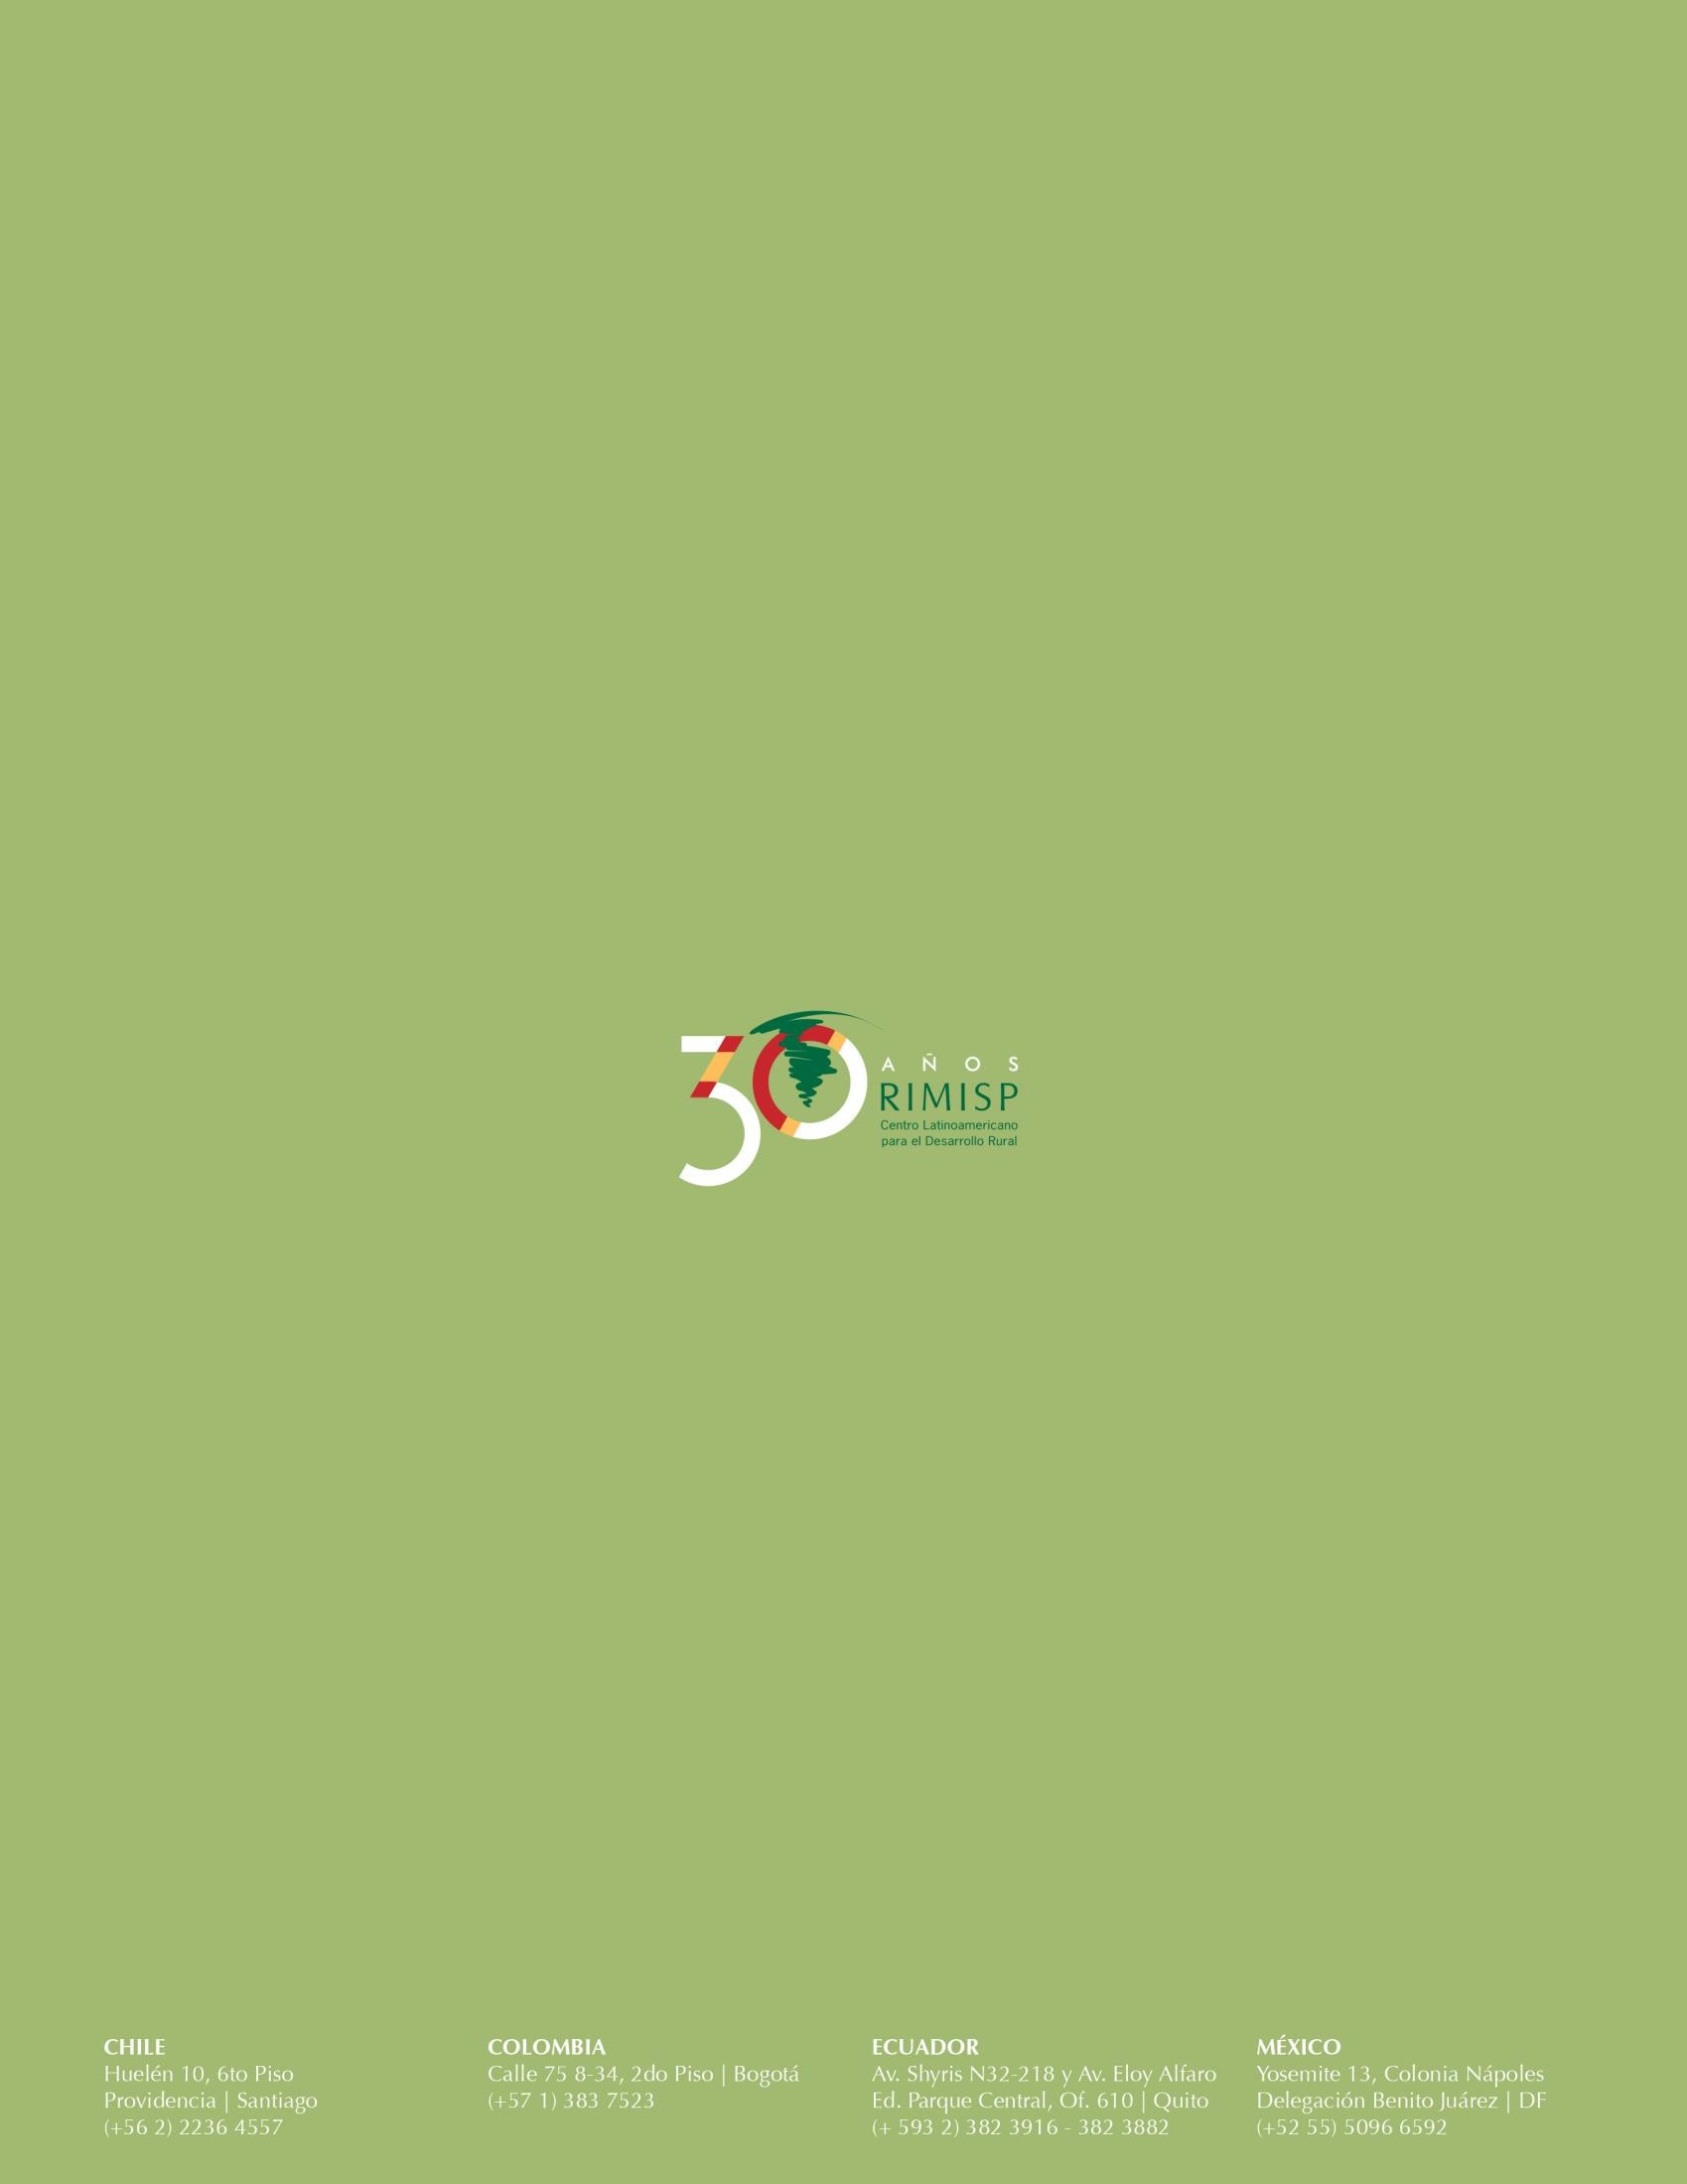 30
AÑOS
RIMISP
Centro Latinoamericano
para el Desarrollo Rural
CHILE
Huelén 10, 6to Piso
Providencia | Santiago
(+56 2) 2236 4557
COLOMBIA
Calle 75 8-34, 2do Piso | Bogotá
(+57 1) 383 7523
ECUADOR
Av. Shyris N32-218 y Av. Eloy Alfaro
Ed. Parque Central, Of. 610 | Quito
(+ 593 2) 382 3916 - 382 3882
MÉXICO
Yosemite 13, Colonia Nápoles
Delegación Benito Juárez | DF
(+52 55) 5096 6592